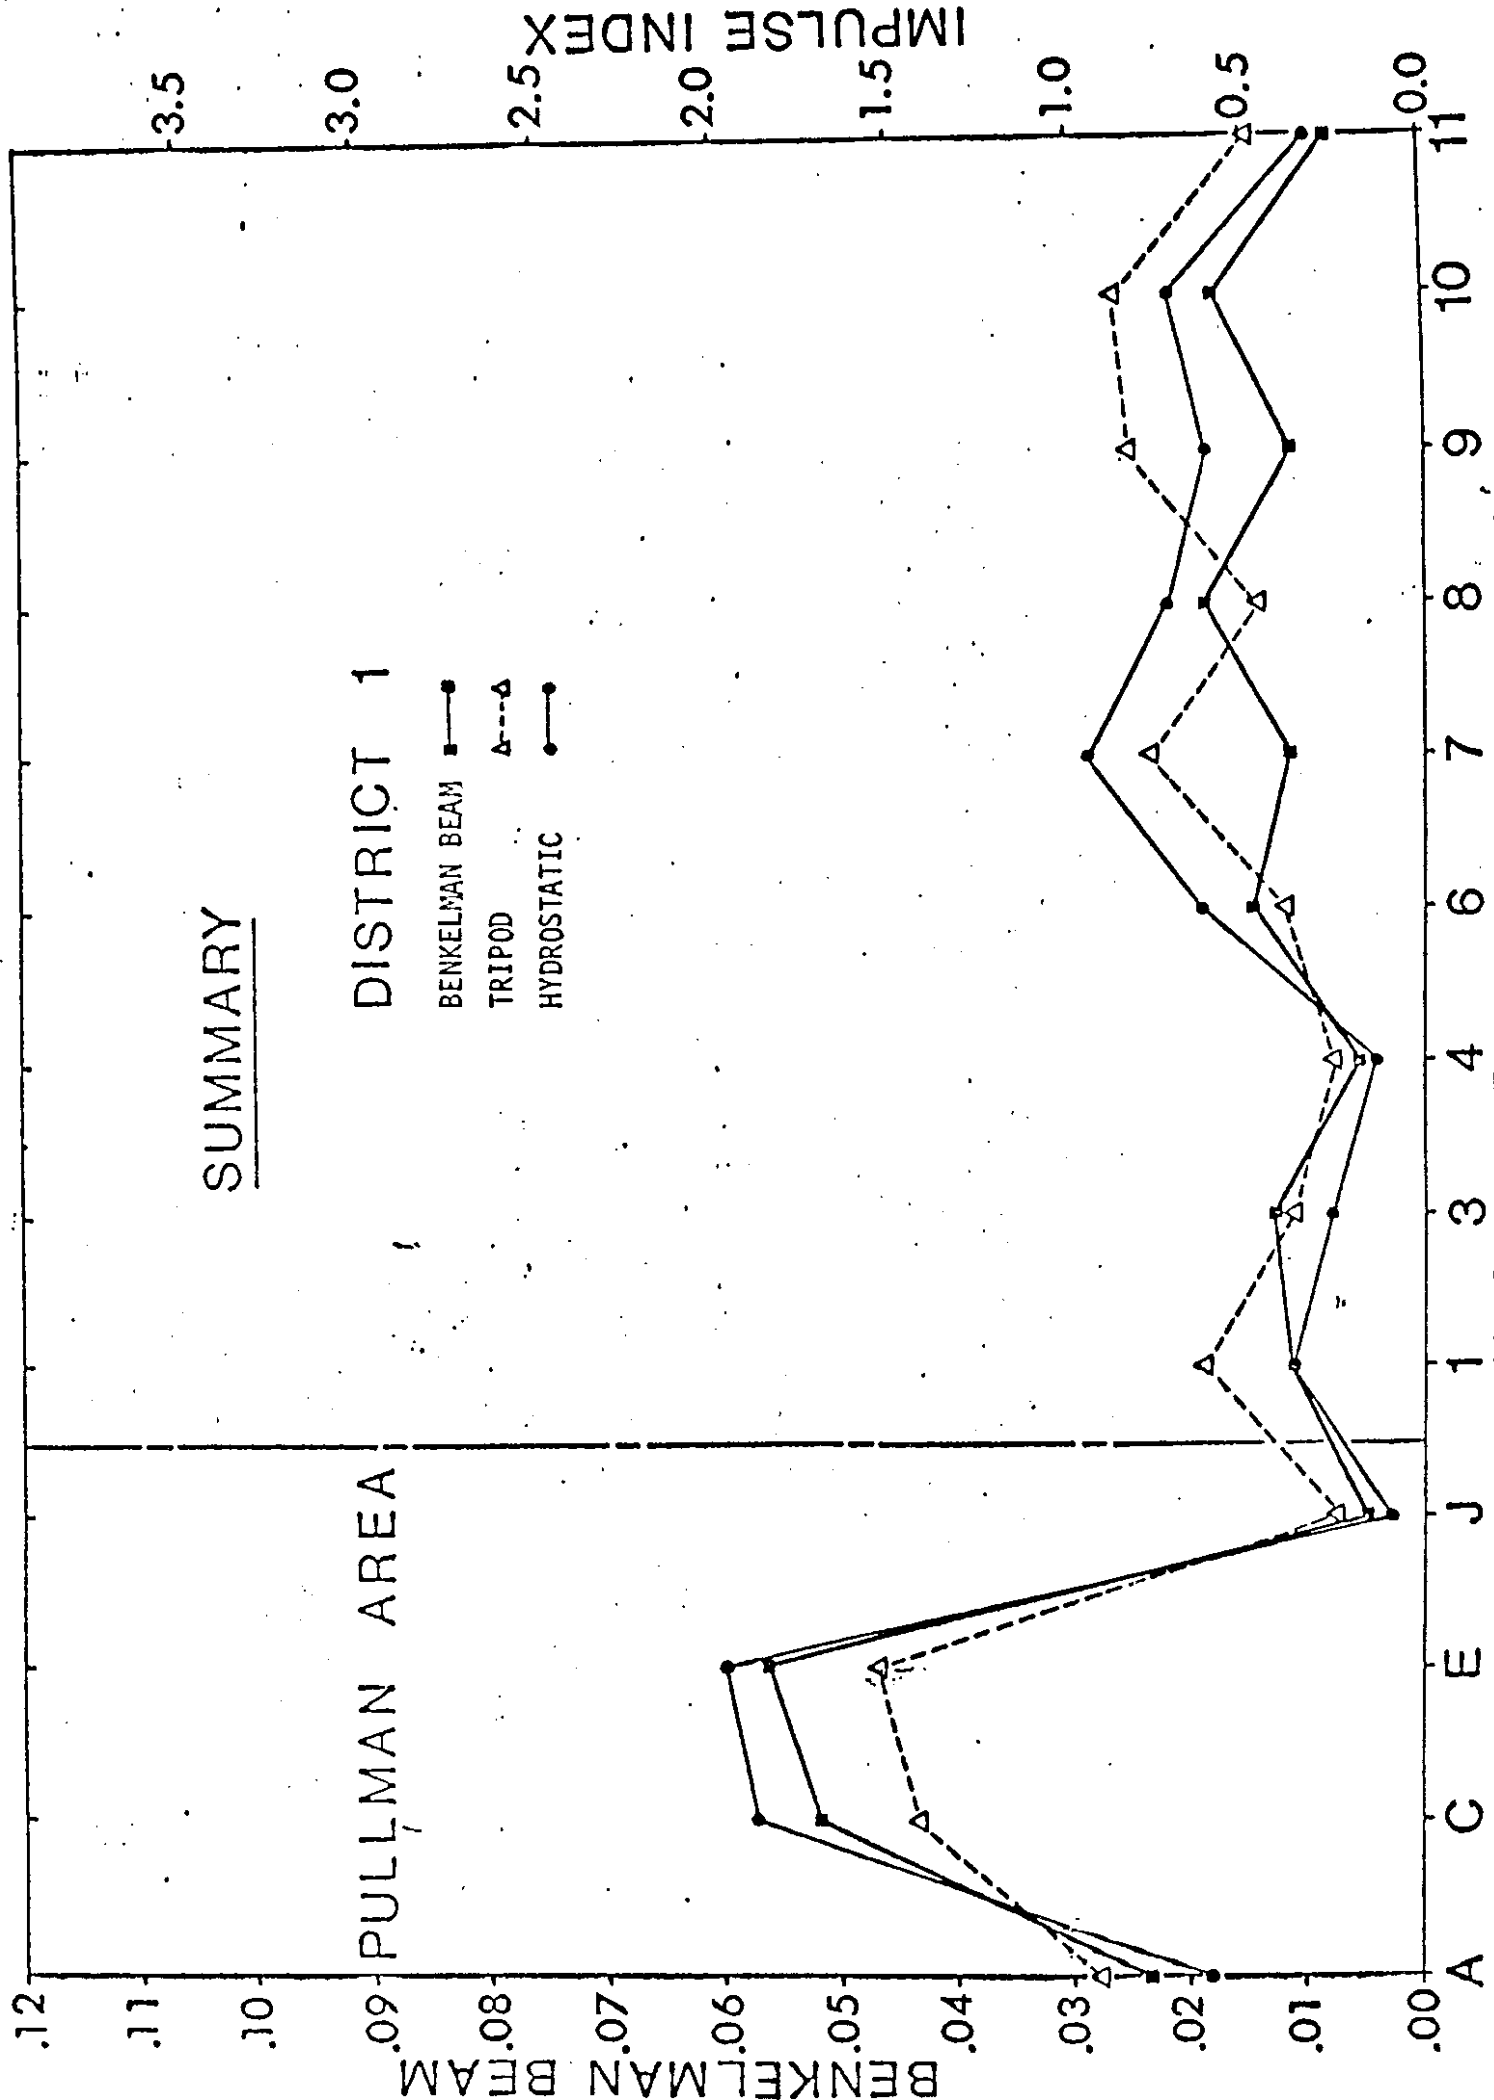 SUMMARY
PULLMAN AREA
DISTRICT 1
BENKELMAN BEAM
TRIPOD
HYDROSTATIC
BENKELMAN BEAM
.12
.11
.10
.09
.08
.07
.06
.05
.04
.03
.02
.01
.00
IMPULSE INDEX
3.5
3.0
2.5
2.0
1.5
1.0
0.5
0.0
A C E J 1 3 4 6 7 8 9 10 11